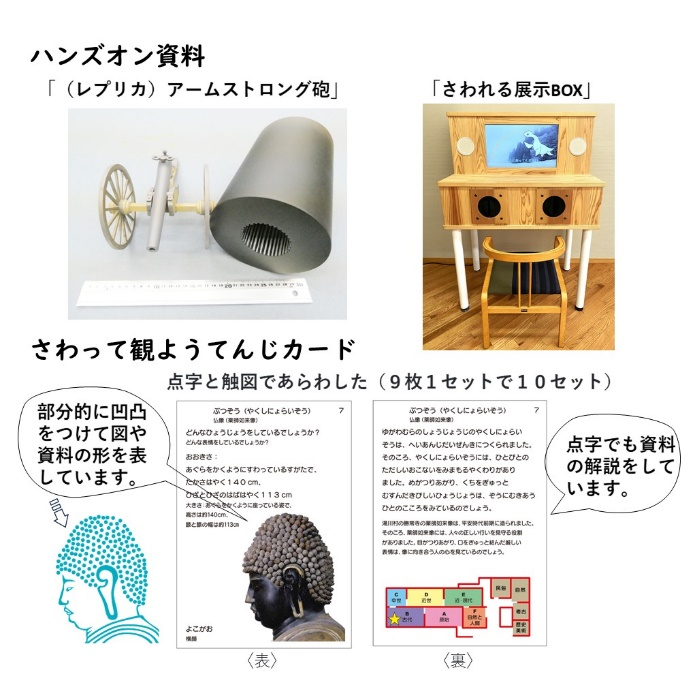 ハンズオン資料
「（レプリカ）アームストロング砲」
「さわれる展示BOX」
さわって観ようてんじカード
点字と触図であらわした（９枚１セットで１０セット）
部分的に凹凸
をつけて図や
資料の形を表
しています。
ぶつぞう（やくしにょらいぞう）
7
仏像（薬師如来像）
どんなひょうじょうをしているでしょうか？
どんな表情をしているでしょうか？
おおきさ：
あぐらをかくようにすわっているすがたで、
たかさはやく１４０ｃｍ、
ひざとひざのはばはやく１１３ｃｍ
大きさ：あぐらをかくように座っている姿で、
高さは約140cm、
膝と膝の幅は約113cm
よこがお
横顔
〈表〉
ぶつぞう（やくしにょらいぞう）
7
仏像（薬師如来像）
ゆがわむらのしょうじょうじのやくしにょらい
ぞうは、へいあんじだいぜんきにつくられました。
そのころ、やくしにょらいぞうには、ひとびとの
ただしいおこないをみまもるやくわりがあり
ました。めがつりあがり、くちをぎゅっと
むすんだきびしいひょうじょうは、ぞうにむきあう
ひとのこころをみているのでしょう。
湯川村の勝常寺の薬師如来像は、平安時代前期に造られました。
そのころ、薬師如来像には、人々の正しい行いを見守る役割
がありました。目がつりあがり、口をぎゅっと結んだ厳しい
表情は、像に向き合う人の心を見ているのでしょう。
C
中世
D
近世
E
近・現代
民俗
自然
B
古代
A
原始
F
自然と
人間
考古
歴史
美術
〈裏〉
点字でも資料
の解説をして
います。